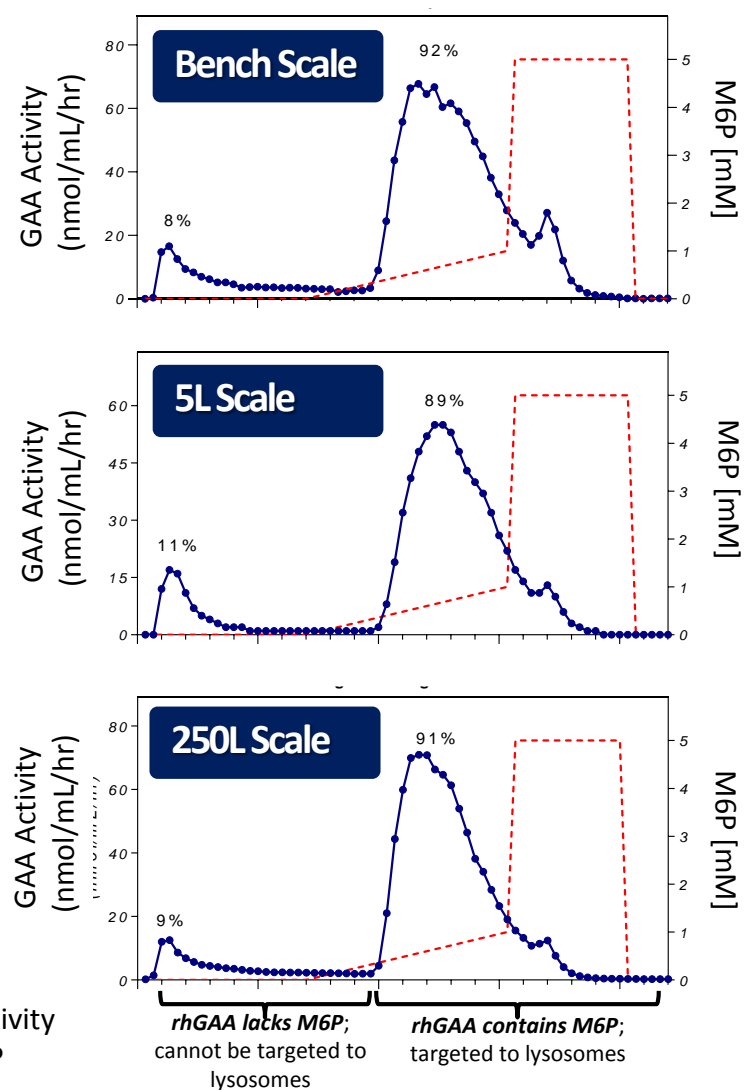 Bench Scale
GAA Activity
(nmol/mL/hr)
M6P [mM]
80
60
40
20
0
5
4
3
2
1
0
8%
92%
5L Scale
GAA Activity
(nmol/mL/hr)
M6P [mM]
60
45
30
15
0
5
4
3
2
1
0
11%
89%
250L Scale
GAA Activity
(nmol/mL/hr)
M6P [mM]
80
60
40
20
0
5
4
3
2
1
0
9%
91%
rhGAA lacks M6P;
cannot be targeted to
lysosomes
rhGAA contains M6P;
targeted to lysosomes